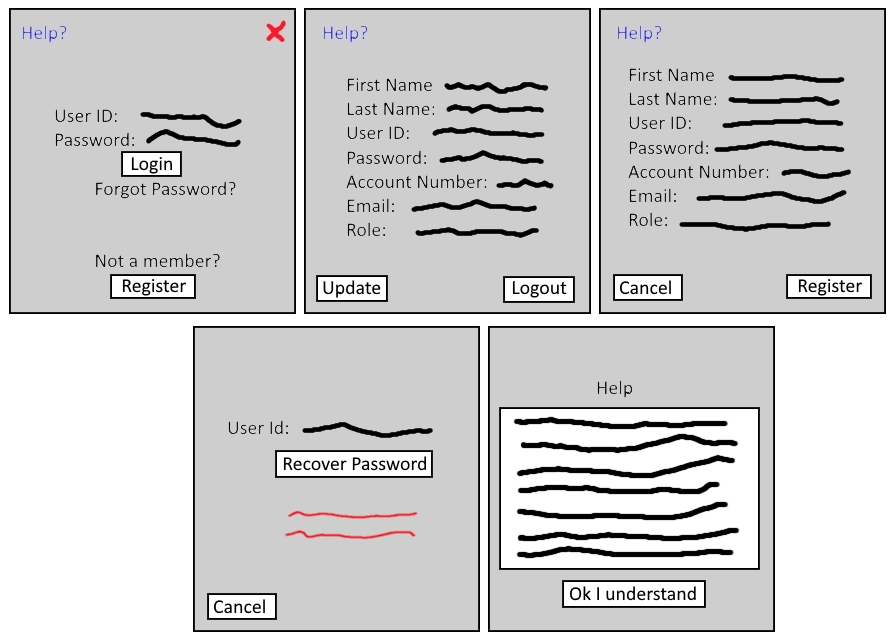 Help?
User ID:
Password:
Login
Forgot Password?
Not a member?
Register
Help?
First Name
Last Name:
User ID:
Password:
Account Number:
Email:
Role:
Update Logout
Help?
First Name
Last Name:
User ID:
Password:
Account Number:
Email:
Role:
Cancel Register
User Id:
Recover Password
Cancel
Help
Ok I understand